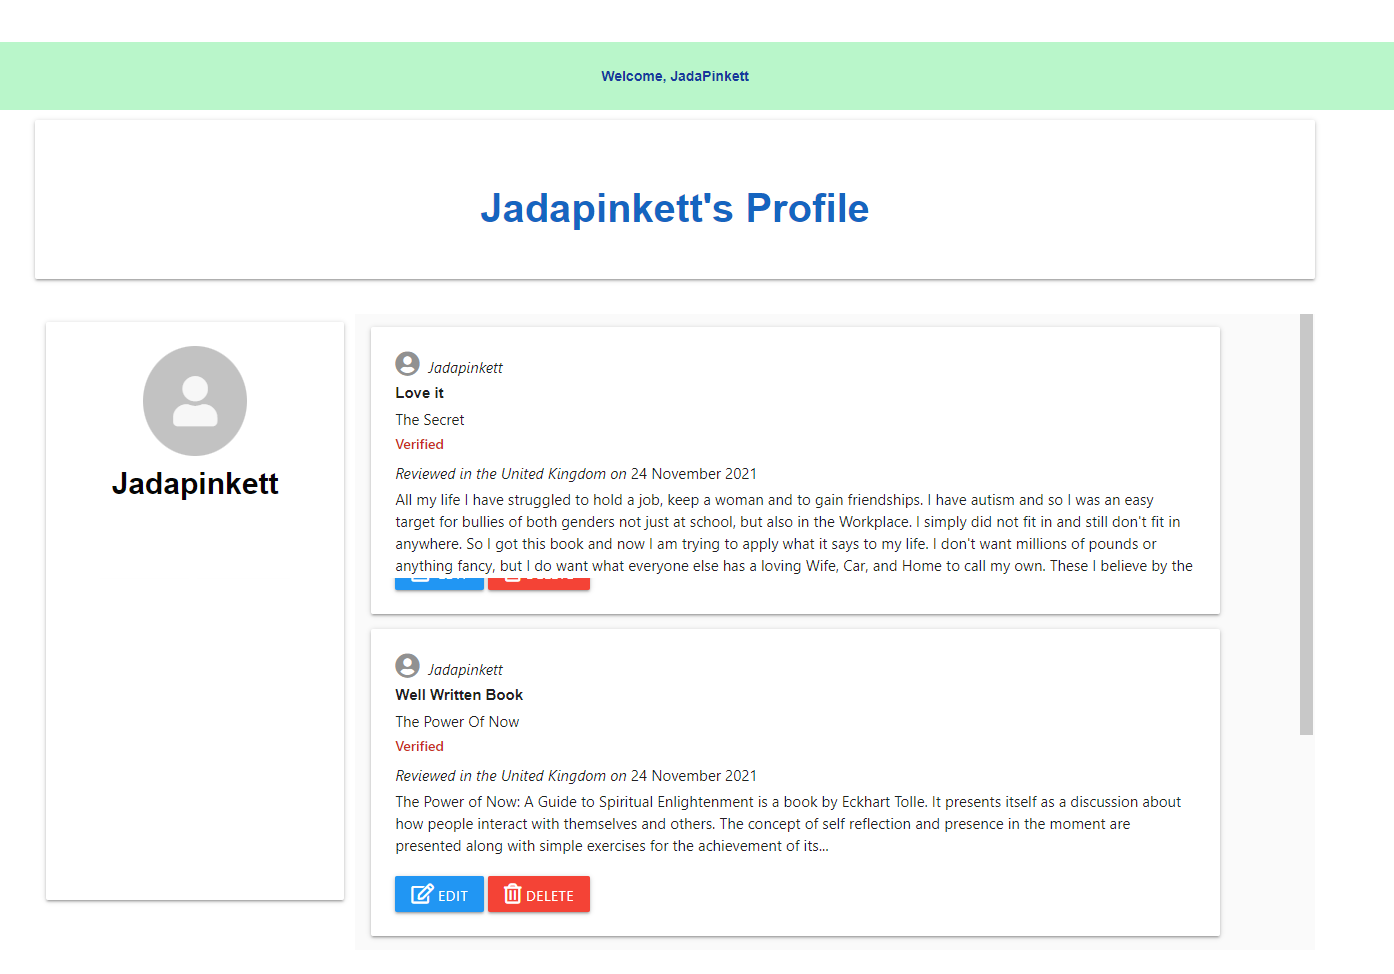 Welcome, JadaPinkett
Jadapinkett's Profile
Jadapinkett
Jadapinkett
Love it
The Secret
Verified
Reviewed in the United Kingdom on 24 November 2021
All my life I have struggled to hold a job, keep a woman and to gain friendships. I have autism and so I was an easy
target for bullies of both genders not just at school, but also in the Workplace. I simply did not fit in and still don't fit in
anywhere. So I got this book and now I am trying to apply what it says to my life. I don't want millions of pounds or
anything fancy, but I do want what everyone else has a loving Wife, Car, and Home to call my own. These I believe by the
Jadapinkett
Well Written Book
The Power Of Now
Verified
Reviewed in the United Kingdom on 24 November 2021
The Power of Now: A Guide to Spiritual Enlightenment is a book by Eckhart Tolle. It presents itself as a discussion about
how people interact with themselves and others. The concept of self reflection and presence in the moment are
presented along with simple exercises for the achievement of its...
EDIT DELETE